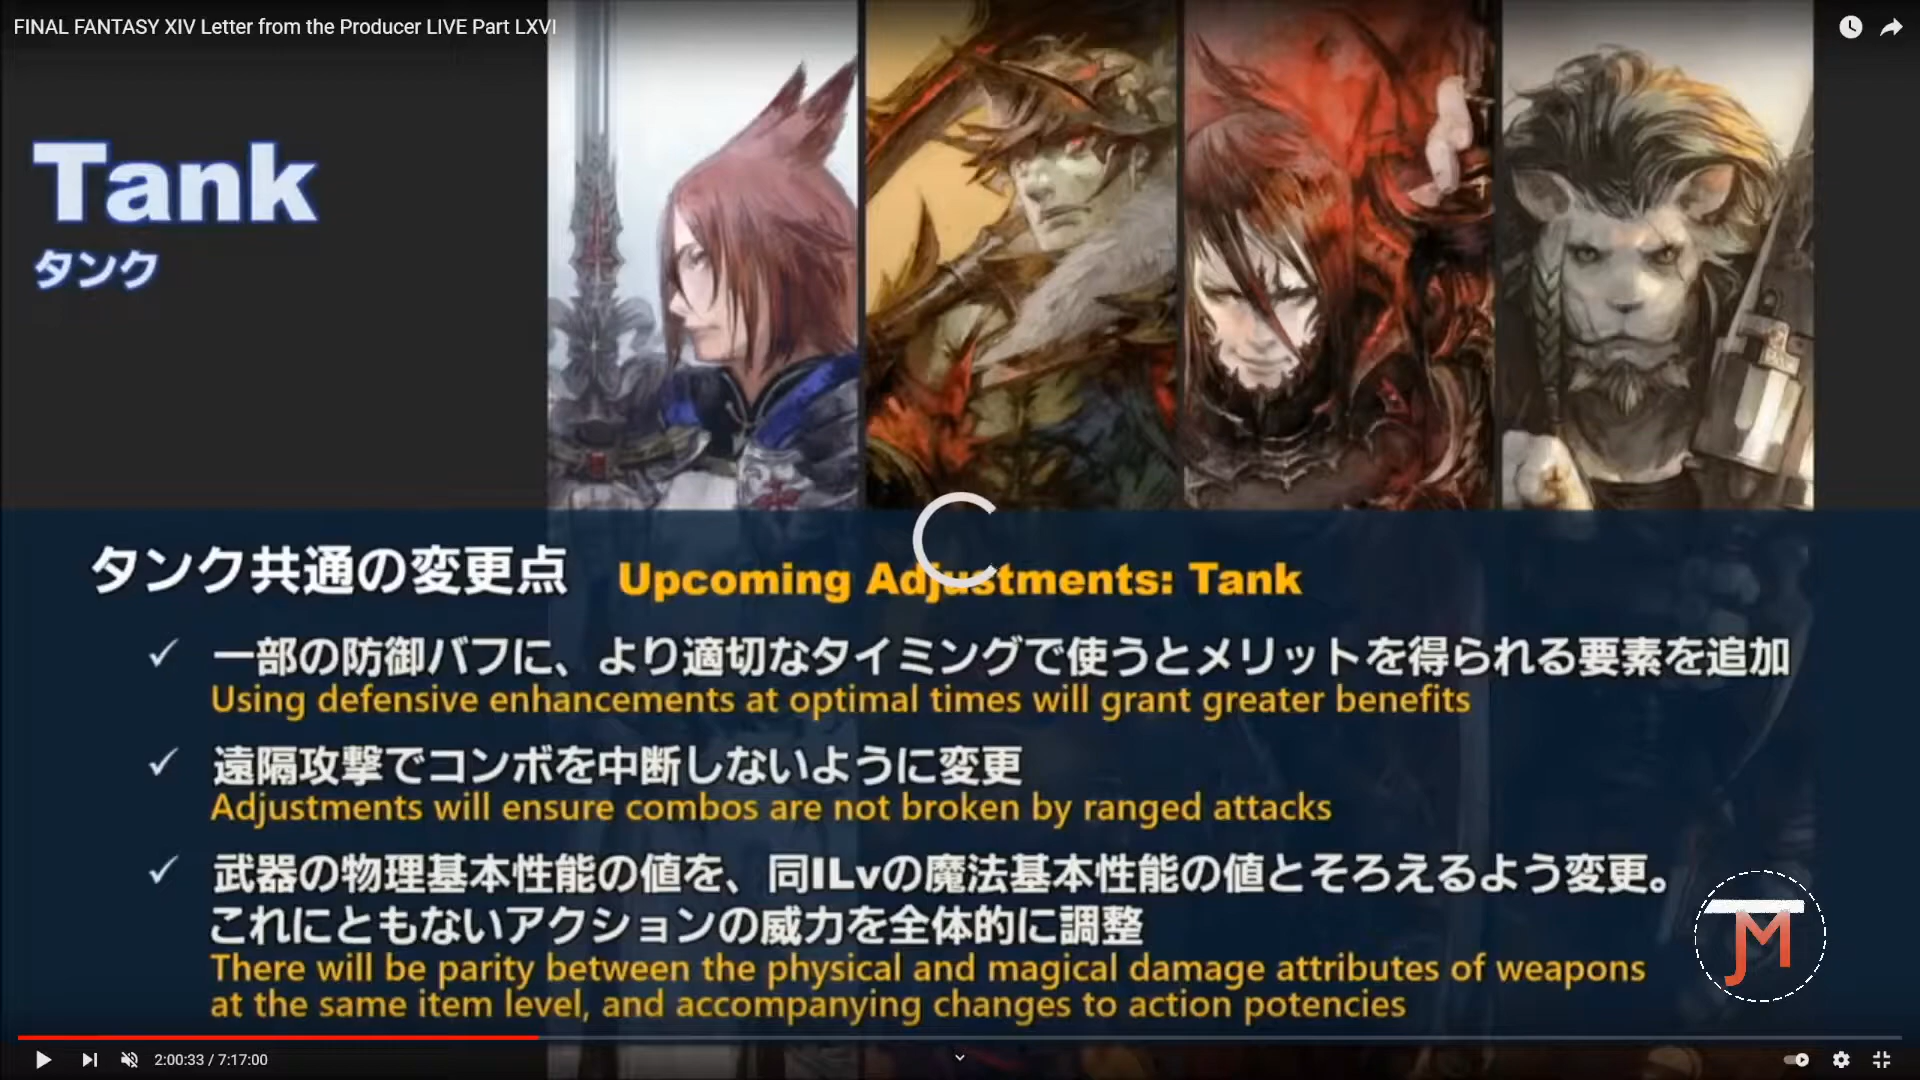 FINAL FANTASY XIV Letter from the Producer LIVE Part LXVI
Tank
タンク
タンク共通の変更点
Upcoming Adjustments: Tank
✓ 一部の防御バフに、より適切なタイミングで使うとメリットを得られる要素を追加
Using defensive enhancements at optimal times will grant greater benefits
✓ 遠隔攻撃でコンボを中断しないように変更
Adjustments will ensure combos are not broken by ranged attacks
✓ 武器の物理基本性能の値を、同ILvの魔法基本性能の値とそろえるよう変更。
これにともないアクションの威力を全体的に調整
There will be parity between the physical and magical damage attributes of weapons
at the same item level, and accompanying changes to action potencies
JM
2:00:33 / 7:17:00